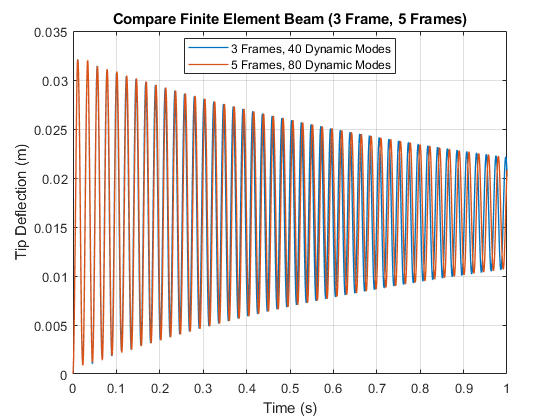 Compare Finite Element Beam (3 Frame, 5 Frames)
3 Frames, 40 Dynamic Modes
5 Frames, 80 Dynamic Modes
Tip Deflection (m)
0.035
0.03
0.025
0.02
0.015
0.01
0.005
0
0 0.1 0.2 0.3 0.4 0.5 0.6 0.7 0.8 0.9 1
Time (s)